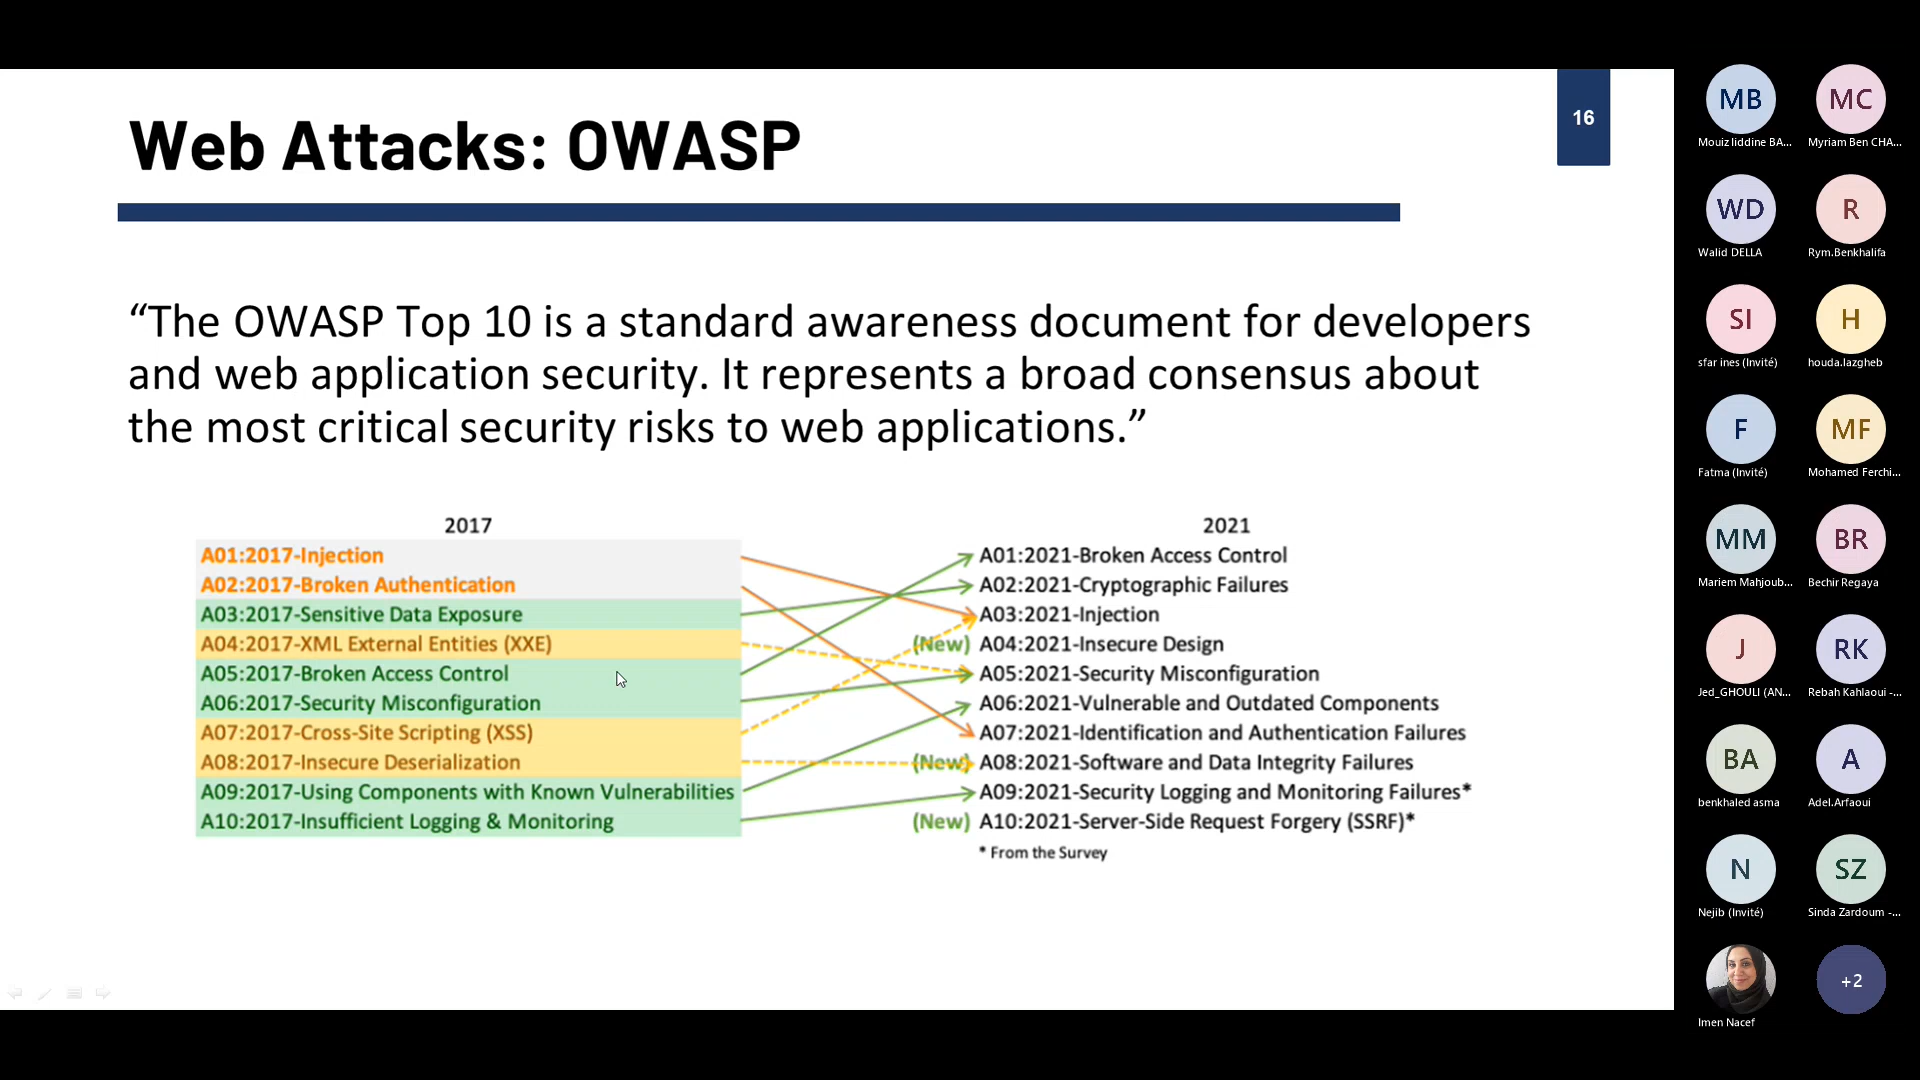 Web Attacks: OWASP
16
“The OWASP Top 10 is a standard awareness document for developers
and web application security. It represents a broad consensus about
the most critical security risks to web applications.”
2017
A01:2017-Injection
A02:2017-Broken Authentication
A03:2017-Sensitive Data Exposure
A04:2017-XML External Entities (XXE)
A05:2017-Broken Access Control
A06:2017-Security Misconfiguration
A07:2017-Cross-Site Scripting (XSS)
A08:2017-Insecure Deserialization
A09:2017-Using Components with Known Vulnerabilities
A10:2017-Insufficient Logging & Monitoring
2021
A01:2021-Broken Access Control
A02:2021-Cryptographic Failures
A03:2021-Injection
(New) A04:2021-Insecure Design
A05:2021-Security Misconfiguration
A06:2021-Vulnerable and Outdated Components
A07:2021-Identification and Authentication Failures
(New) A08:2021-Software and Data Integrity Failures
A09:2021-Security Logging and Monitoring Failures*
(New) A10:2021-Server-Side Request Forgery (SSRF)*
* From the Survey
MB
Mouiz Iiddine BA...
MC
Myriam Ben CHA...
WD
Walid DELLA
R
Rym.Benkhalifa
SI
sfar ines (Invité)
H
houda.lazgheb
F
Fatma (Invité)
MF
Mohamed Ferchi...
MM
Mariem Mahjoub...
BR
Bechir Regaya
J
Jed_GHOULI (AN...
RK
Rebah Kahlaoui -...
BA
benkhaled asma
A
Adel.Arfaoui
N
Nejib (Invité)
SZ
Sinda Zardoum -...
Imen Nacef
+2